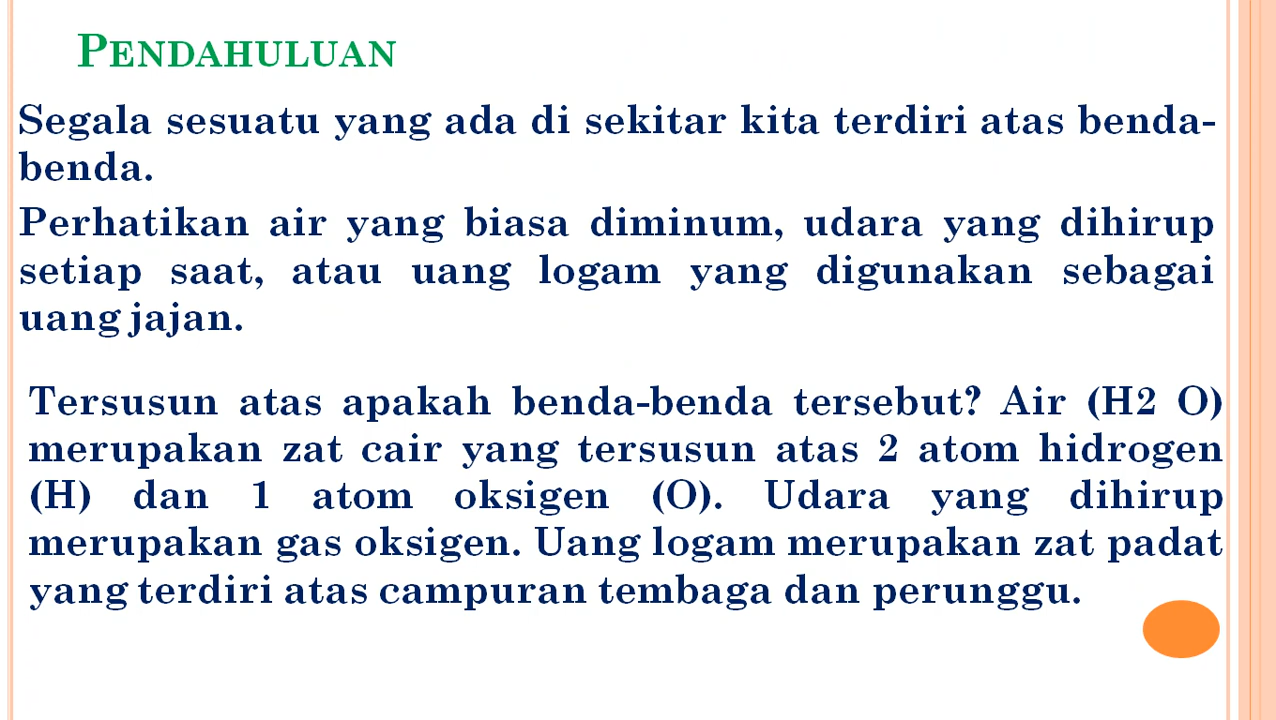 PENDAHULUAN
Segala sesuatu yang ada di sekitar kita terdiri atas benda-
benda.
Perhatikan air yang biasa diminum, udara yang dihirup
setiap saat, atau uang logam yang digunakan sebagai
uang jajan.
Tersusun atas apakah benda-benda tersebut? Air (H2 O)
merupakan zat cair yang tersusun atas 2 atom hidrogen
(H) dan 1 atom oksigen (O). Udara yang dihirup
merupakan gas oksigen. Uang logam merupakan zat padat
yang terdiri atas campuran tembaga dan perunggu.